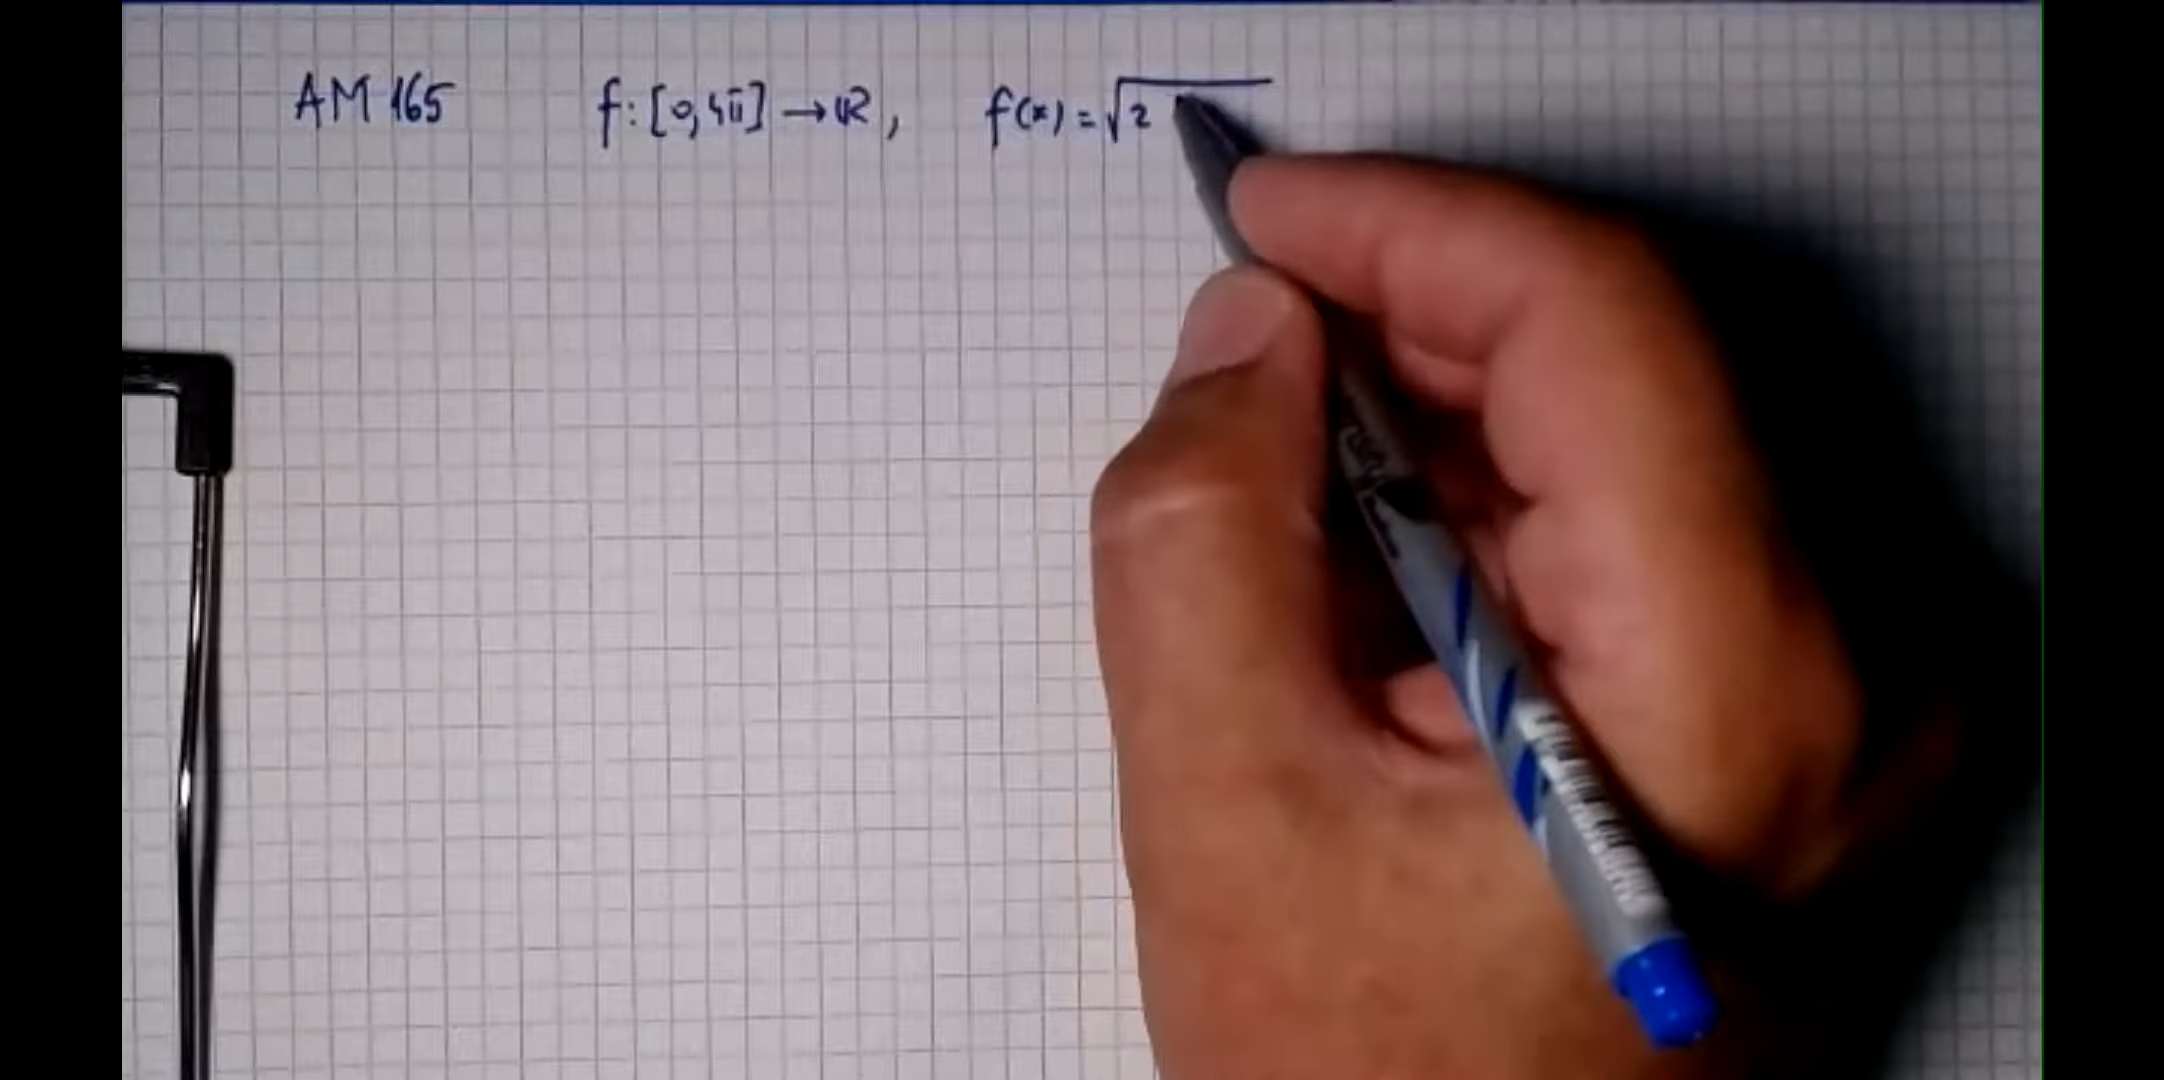 AM 165 f: [0, 4π] → ℝ, f(x) = √2